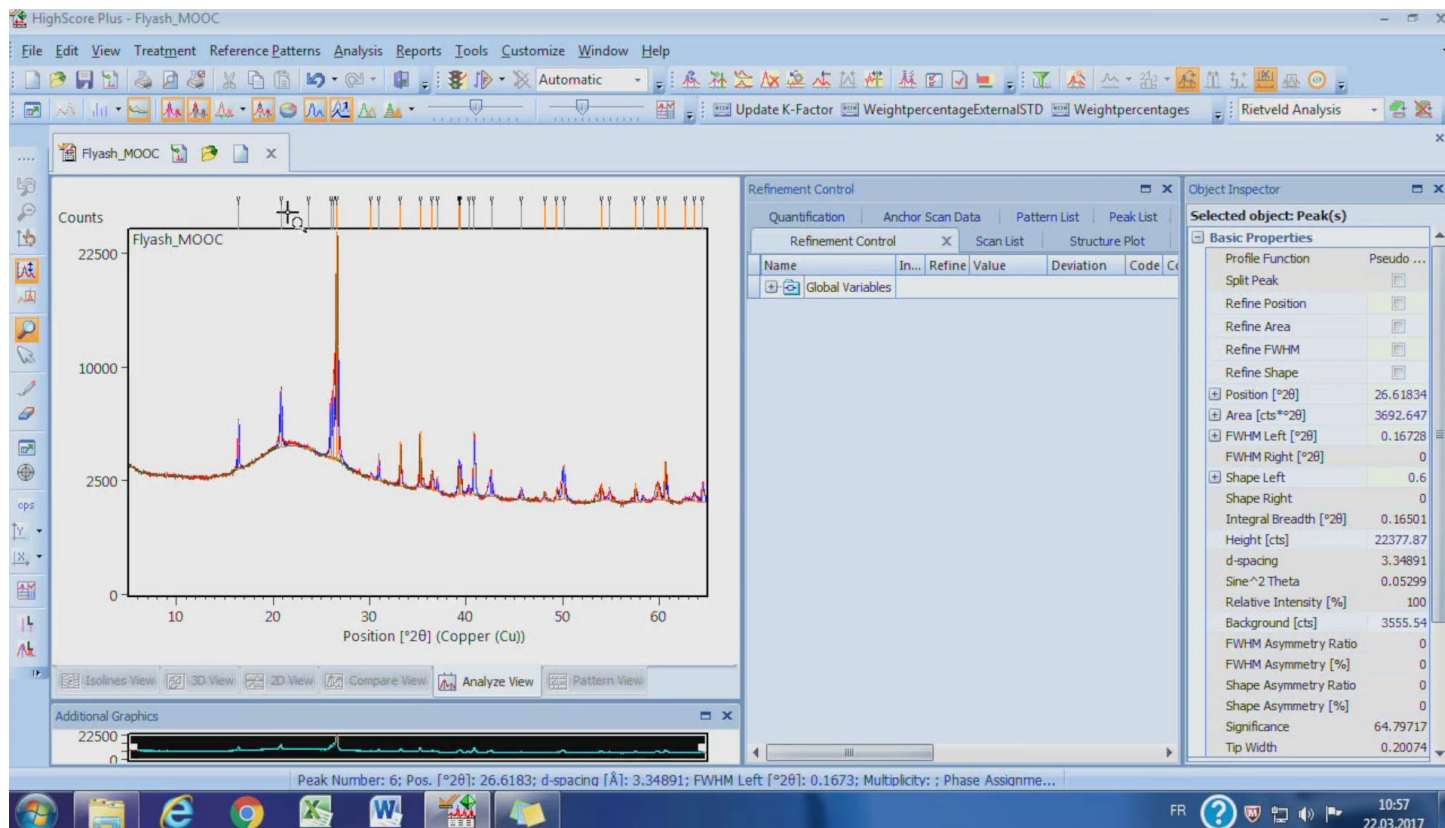 HighScore Plus - Flyash_MOOC
File Edit View Treatment Reference Patterns Analysis Reports Tools Customize Window Help
Automatic
Update K-Factor WeightpercentageExternalSTD Weightpercentages Rietveld Analysis
Flyash_MOOC
Counts
Flyash_MOOC
22500
10000
2500
0
10 20 30 40 50 60
Position [°2θ] (Copper (Cu))
Isolines View 3D View 2D View Compare View Analyze View Pattern View
Additional Graphics
22500
0
Refinement Control
Quantification Anchor Scan Data Pattern List Peak List
Refinement Control Scan List Structure Plot
Name In... Refine Value Deviation Code
Global Variables
Object Inspector
Selected object: Peak(s)
Basic Properties
Profile Function Pseudo ...
Split Peak
Refine Position
Refine Area
Refine FWHM
Refine Shape
Position [°2θ] 26.61834
Area [cts*°2θ] 3692.647
FWHM Left [°2θ] 0.16728
FWHM Right [°2θ] 0
Shape Left 0.6
Shape Right 0
Integral Breadth [°2θ] 0.16501
Height [cts] 22377.87
d-spacing 3.34891
Sine^2 Theta 0.05299
Relative Intensity [%] 100
Background [cts] 3555.54
FWHM Asymmetry Ratio 0
FWHM Asymmetry [%] 0
Shape Asymmetry Ratio 0
Shape Asymmetry [%] 0
Significance 64.79717
Tip Width 0.20074
Peak Number: 6; Pos. [°2θ]: 26.6183; d-spacing [Å]: 3.34891; FWHM Left [°2θ]: 0.1673; Multiplicity: ; Phase Assignme...
ops
FR
10:57
22.03.2017